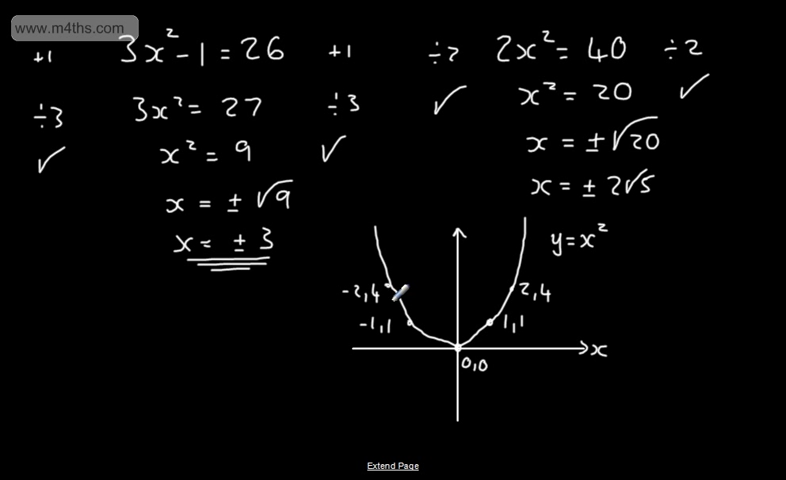 www.m4ths.com
+1 3x²-1=26 +1
÷3 3x²=27 ÷3
✓ x²=9 ✓
x=±√9
x=±3
÷2 2x²=40 ÷2
✓ x²=20 ✓
x=±√20
x=±2√5
y=x²
-2,4 2,4
-1,1 1,1
x
0,0
Extend Page